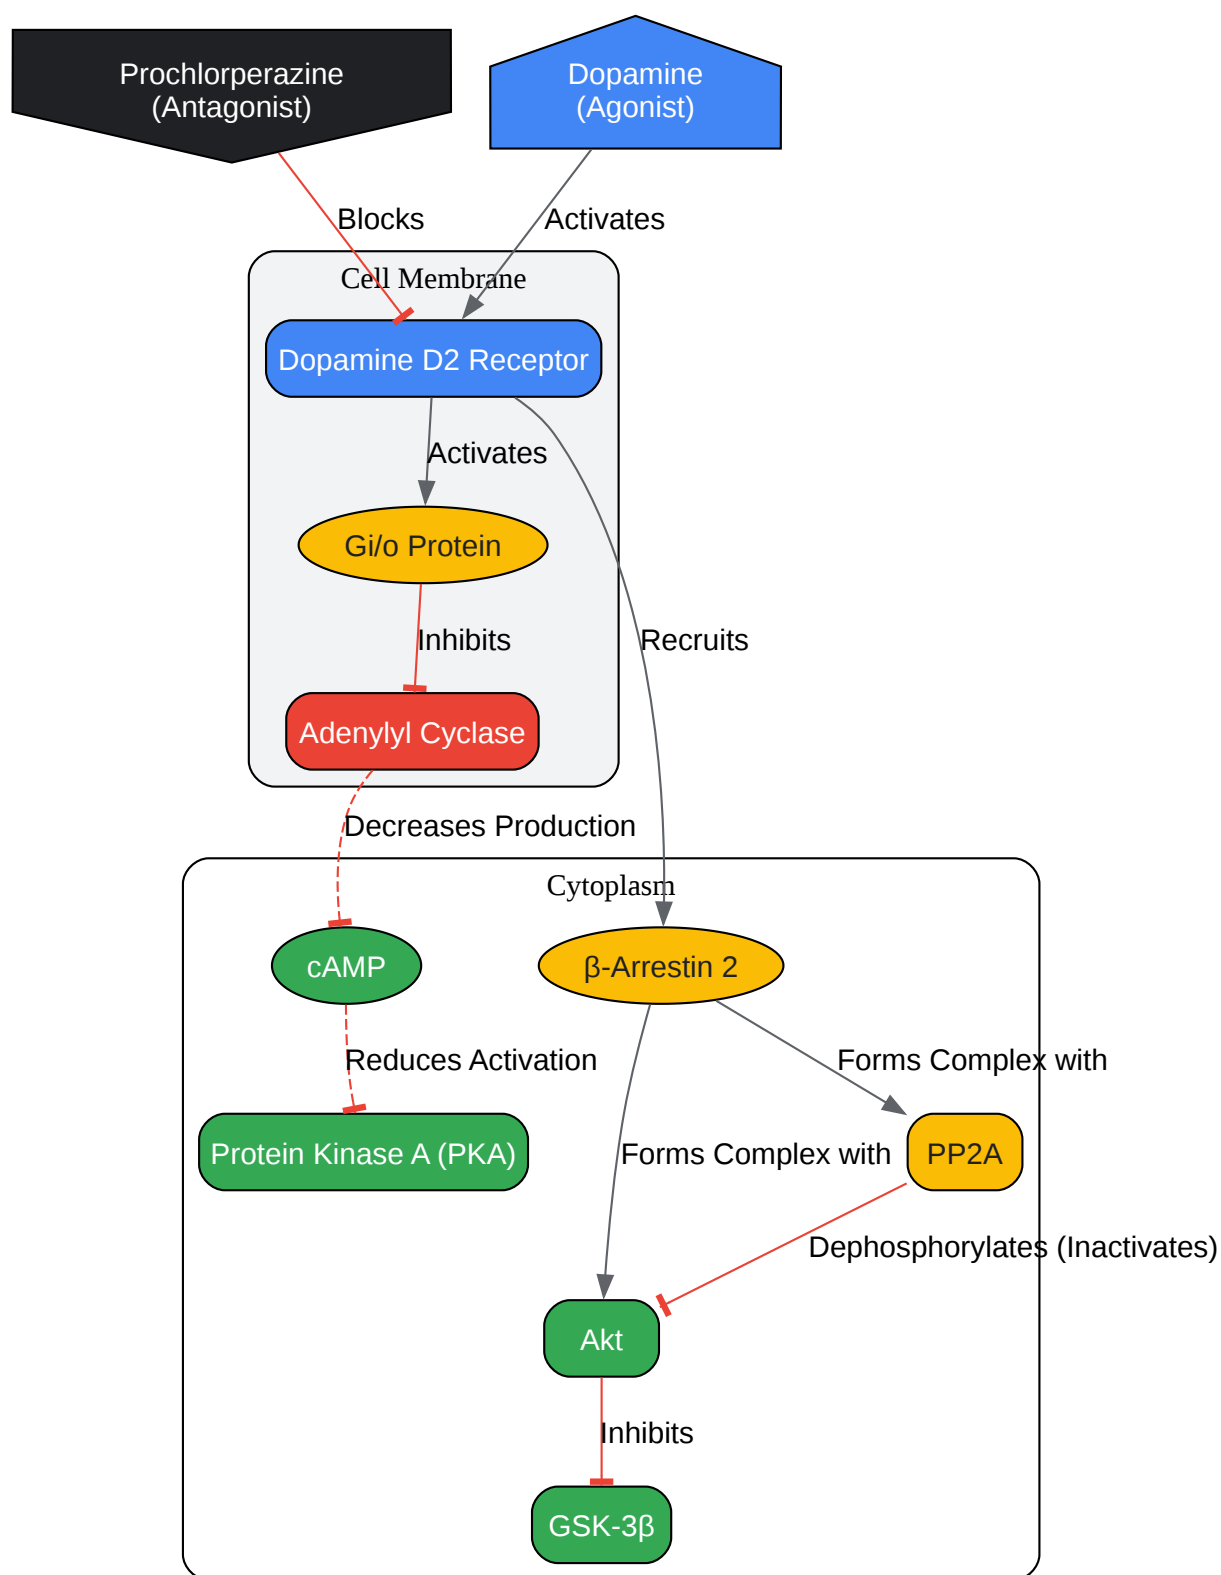 Prochlorperazine
(Antagonist)
Dopamine
(Agonist)
Blocks
Activates
Cell Membrane
Dopamine D2 Receptor
Activates
Gi/o Protein
Inhibits
Recruits
Adenylyl Cyclase
Decreases Production
Cytoplasm
cAMP
β-Arrestin 2
Reduces Activation
Forms Complex with
Protein Kinase A (PKA)
Forms Complex with
PP2A
Dephosphorylates (Inactivates)
Akt
Inhibits
GSK-3β